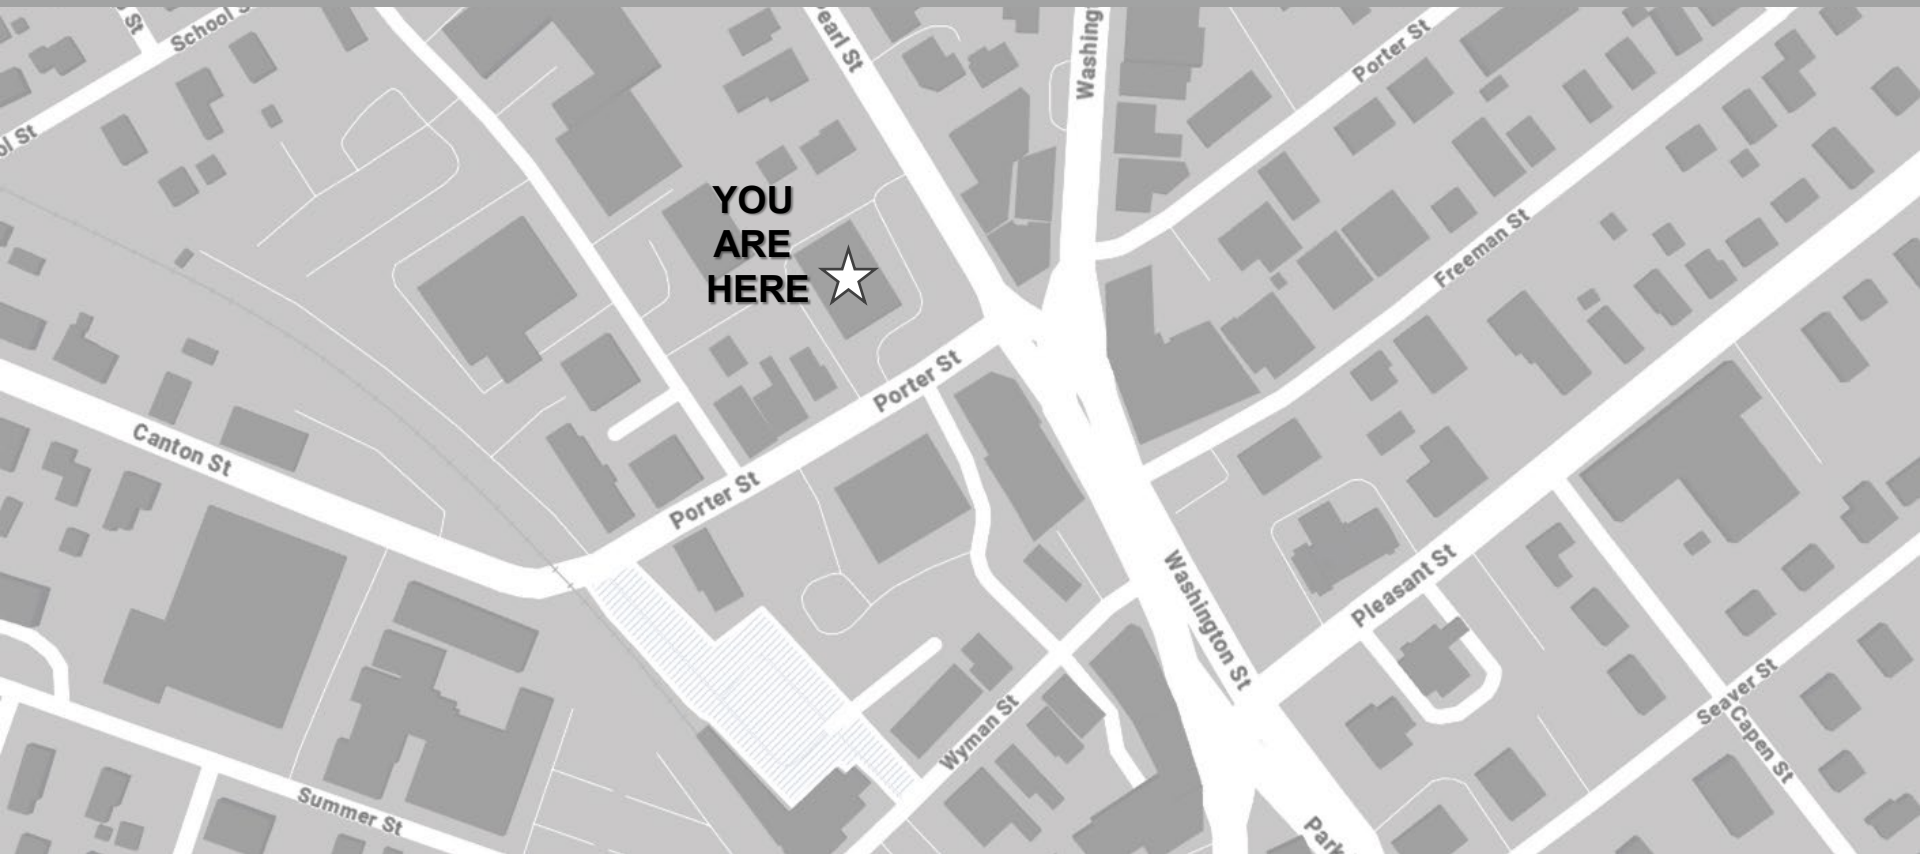 St
School S
Pearl St
Washing
Porter St
ol St
YOU
ARE
HERE
Freeman St
Porter St
Canton St
Porter St
Washington St
Pleasant St
Seaver St
Wyman St
Capen St
Summer St
Park